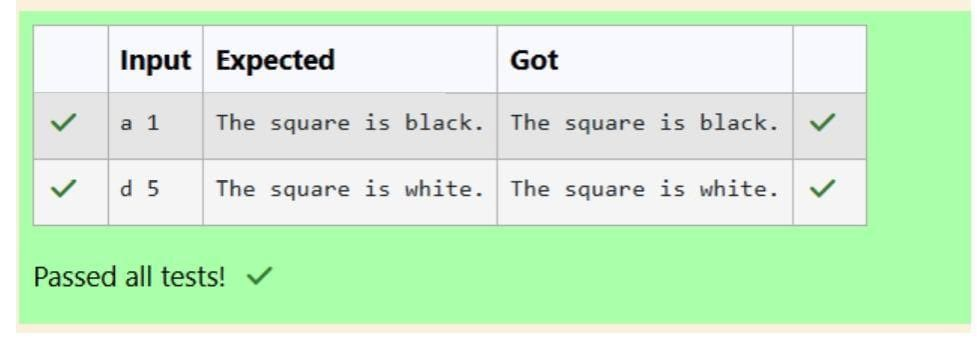 Input Expected Got
a 1 The square is black. The square is black.
d 5 The square is white. The square is white.
Passed all tests!